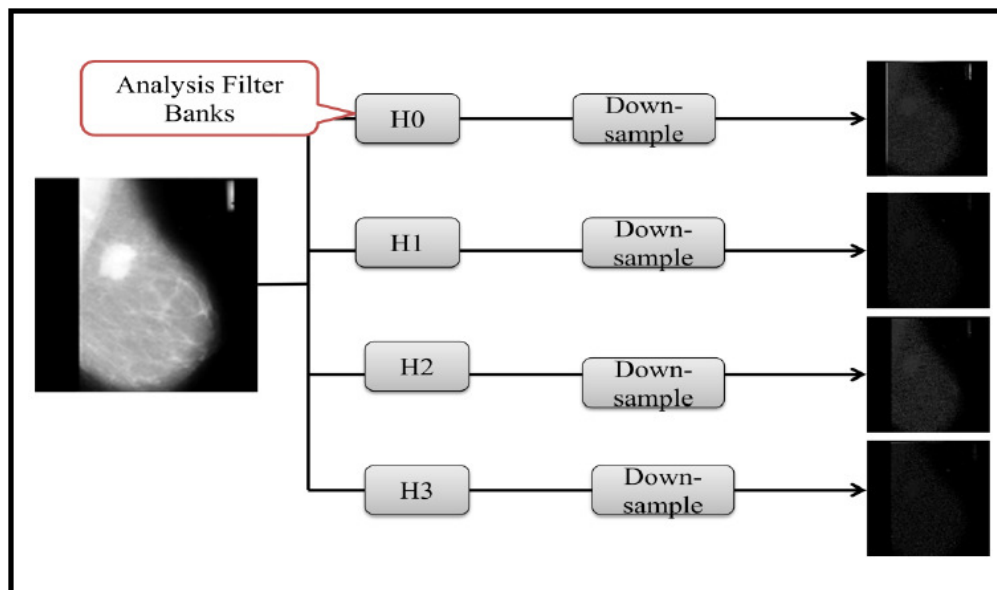 Analysis Filter
Banks
H0
Down-
sample
H1
Down-
sample
H2
Down-
sample
H3
Down-
sample